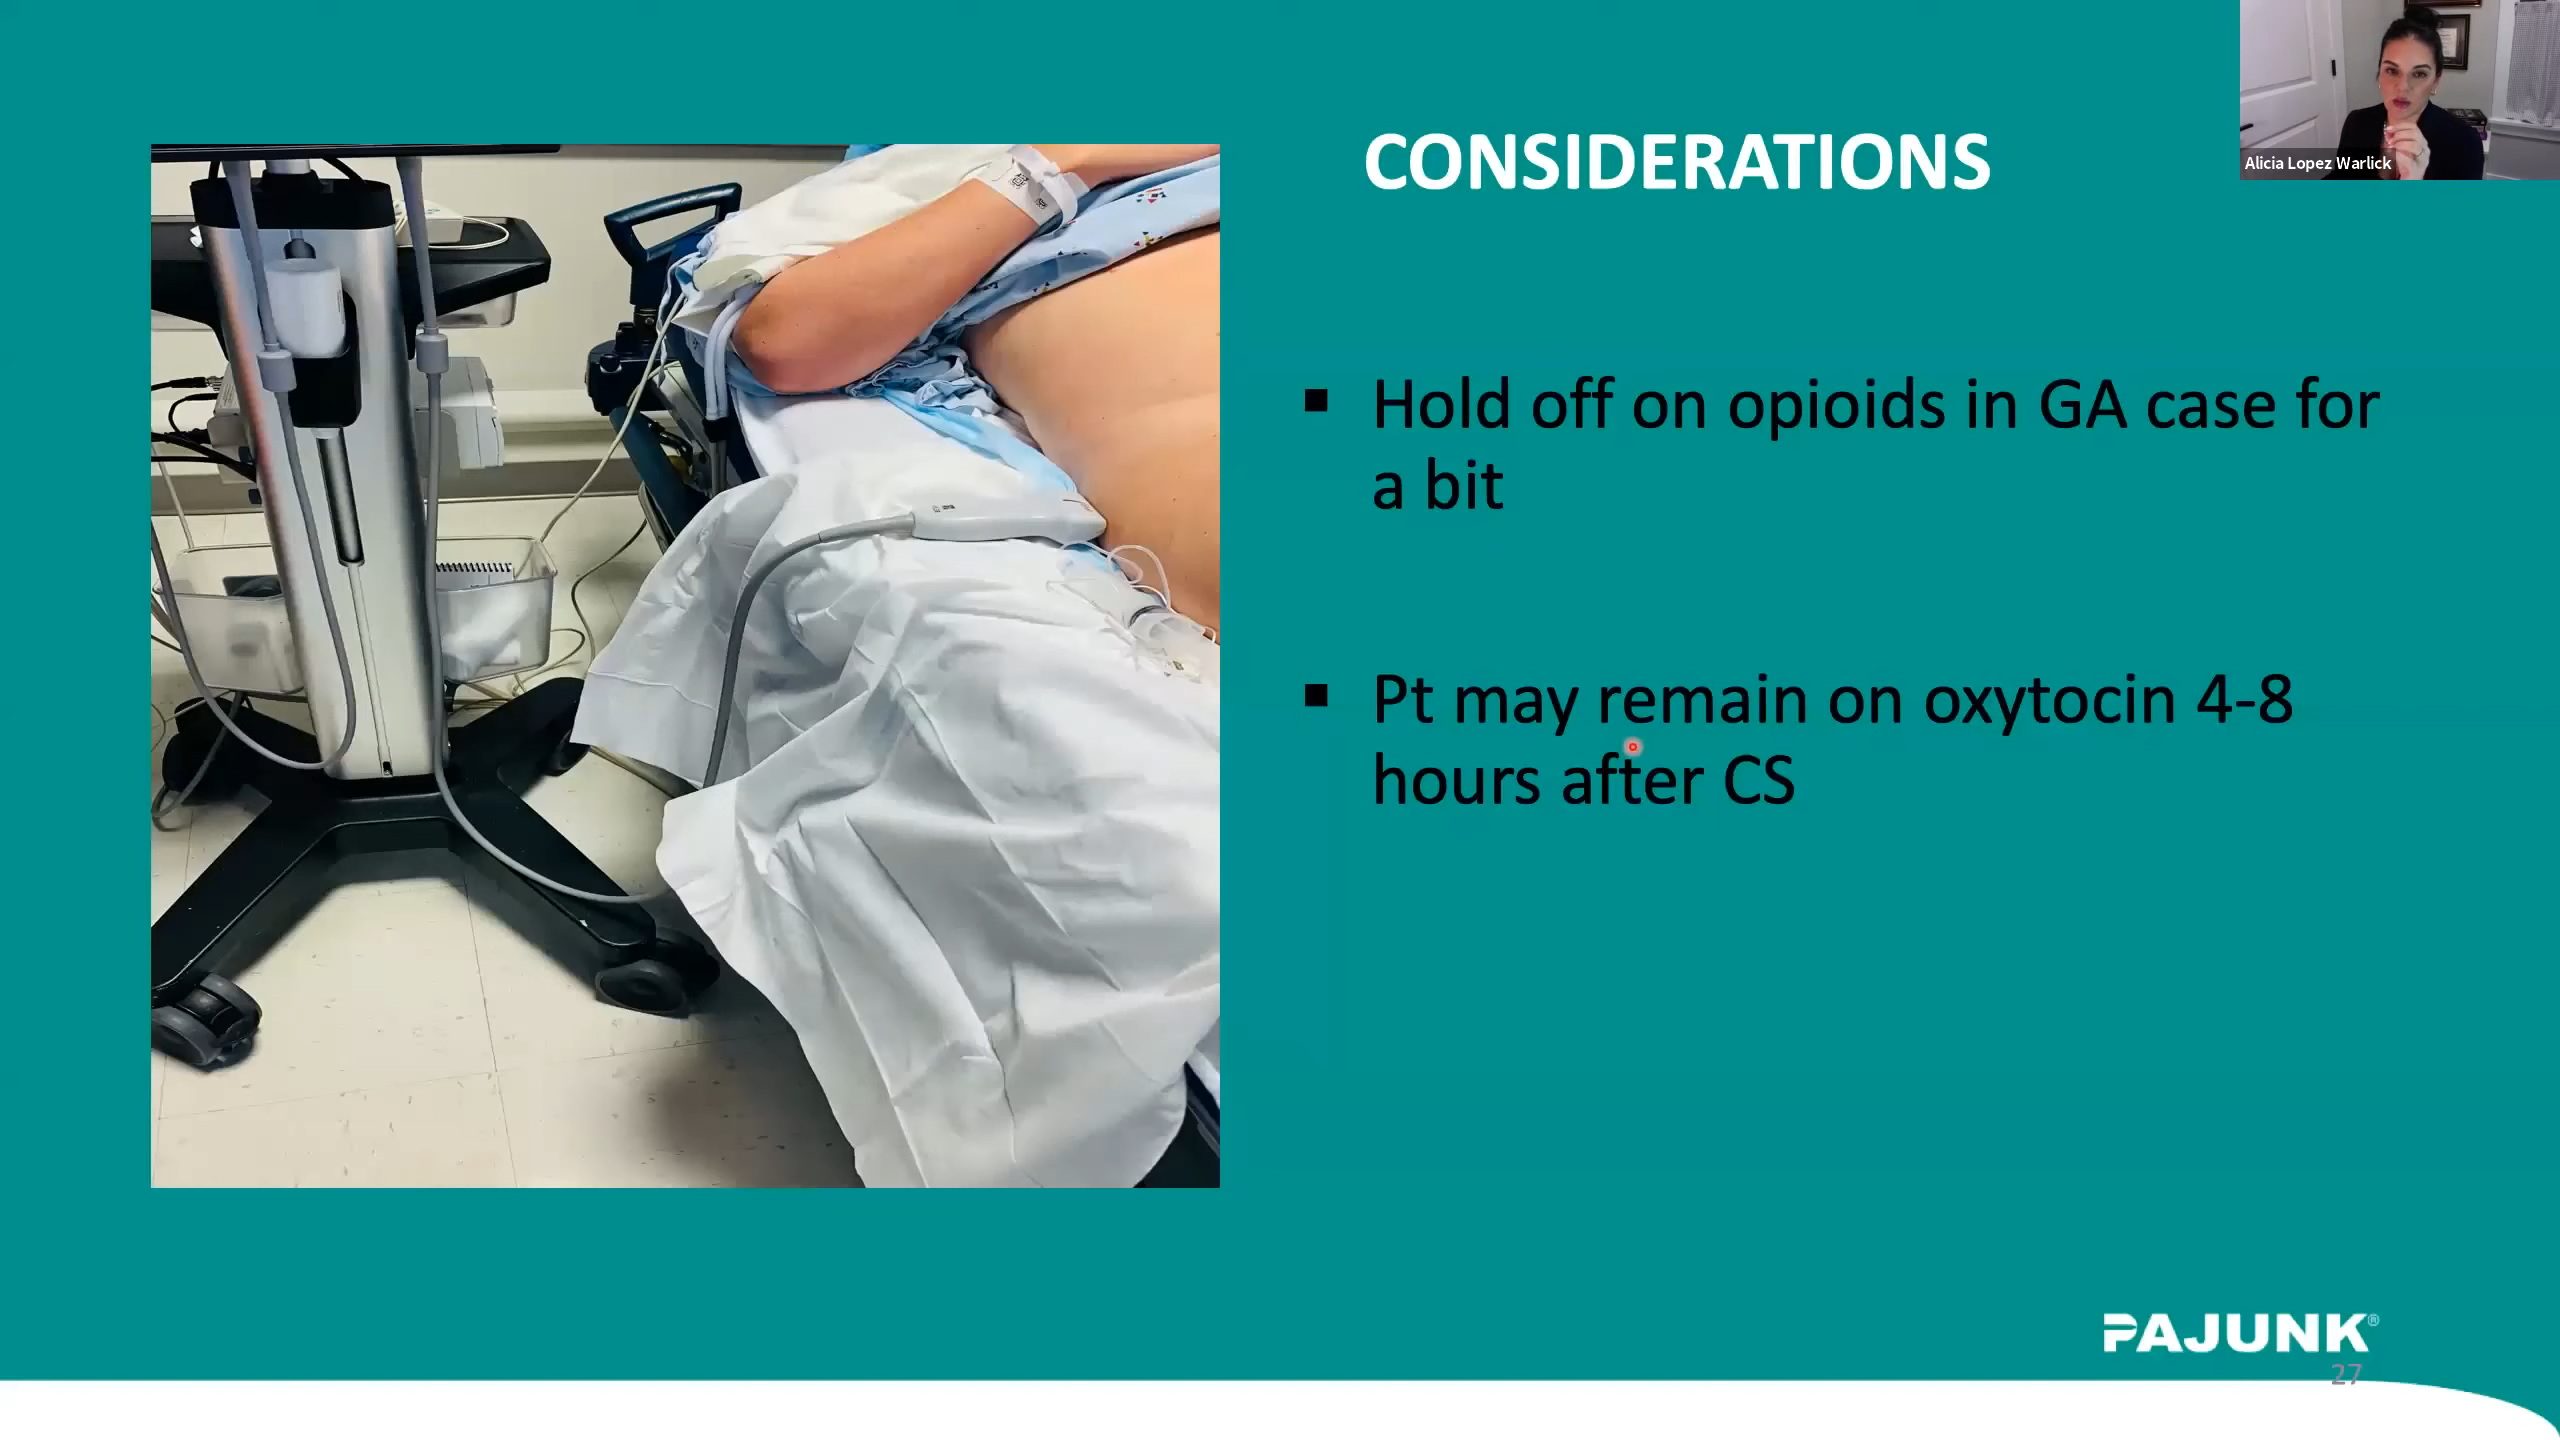 Alicia Lopez Warlick
CONSIDERATIONS
▪ Hold off on opioids in GA case for
a bit
▪ Pt may remain on oxytocin 4-8
hours after CS
PAJUNK®
27